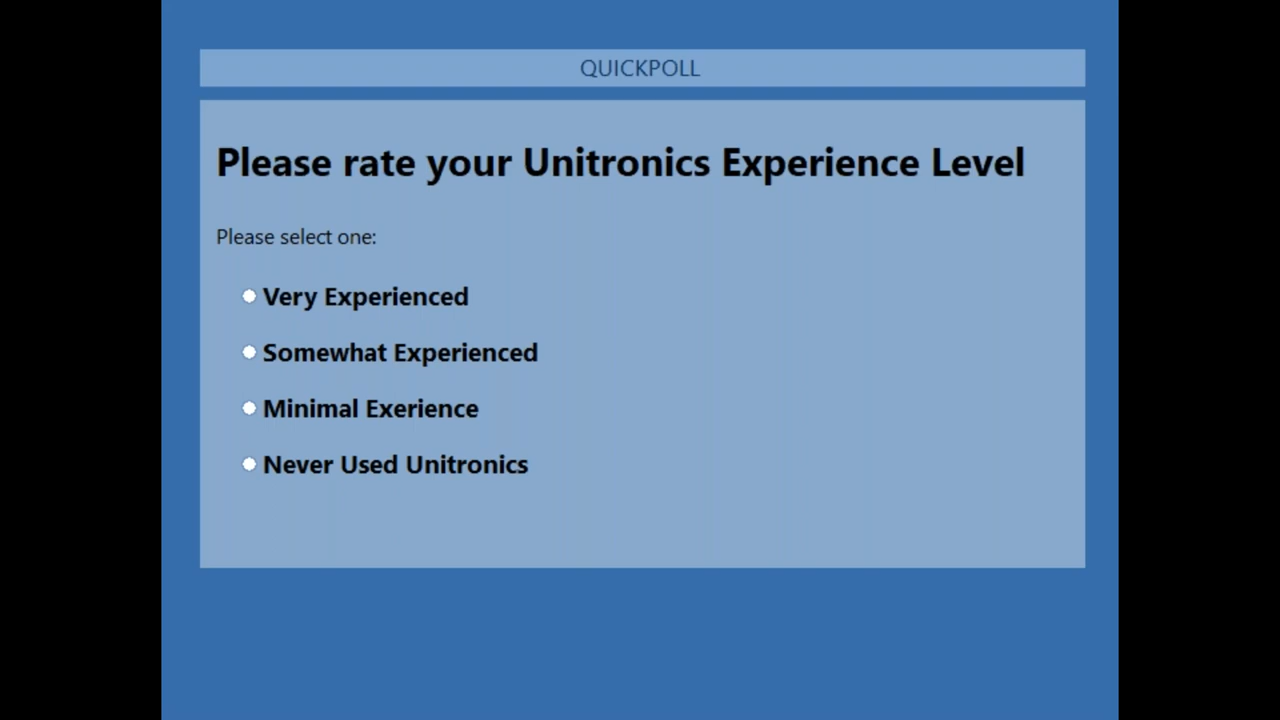 QUICKPOLL
Please rate your Unitronics Experience Level
Please select one:
Very Experienced
Somewhat Experienced
Minimal Exerience
Never Used Unitronics